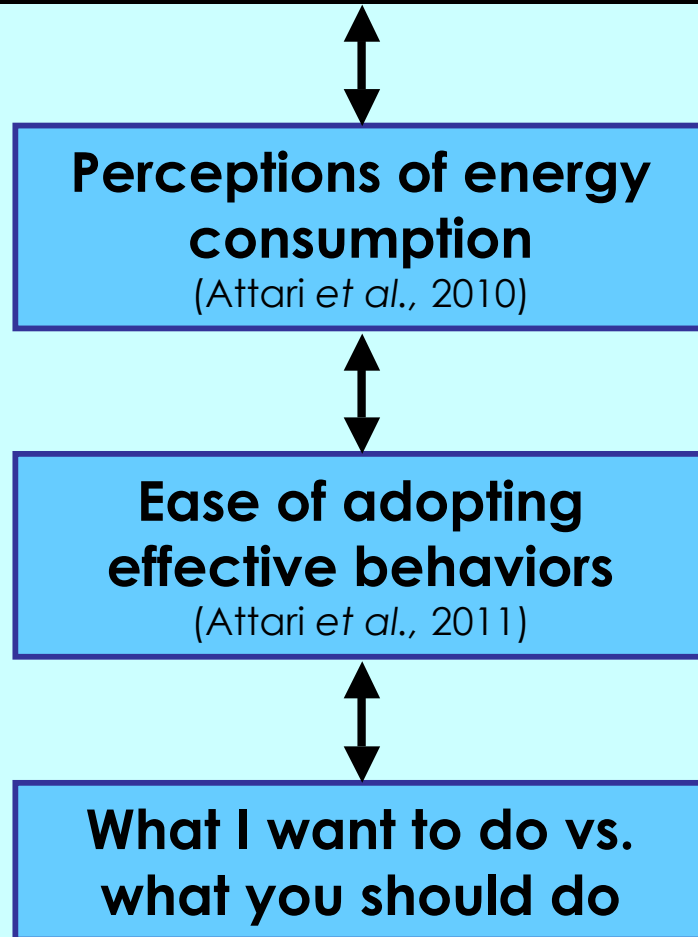 Perceptions of energy
consumption
(Attari et al., 2010)
Ease of adopting
effective behaviors
(Attari et al., 2011)
What I want to do vs.
what you should do